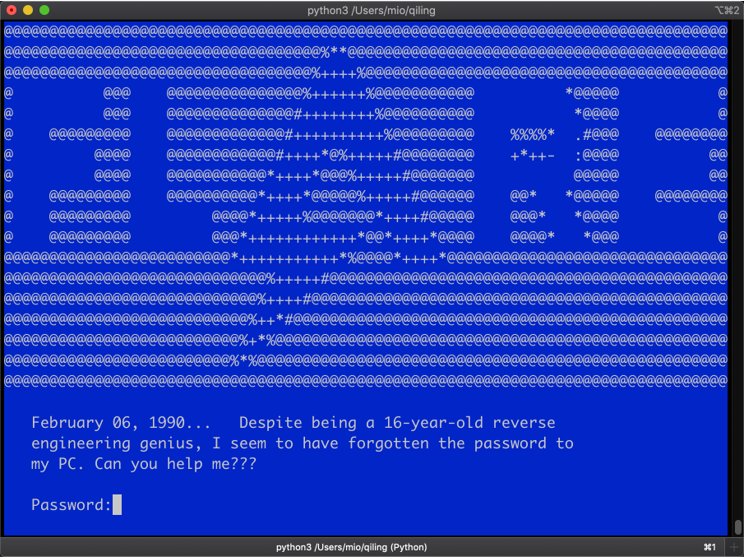 python3 /Users/mio/qiling ⌥⌘2
February 06, 1990... Despite being a 16-year-old reverse
engineering genius, I seem to have forgotten the password to
my PC. Can you help me???
Password:
python3 /Users/mio/qiling (Python) ⌘1